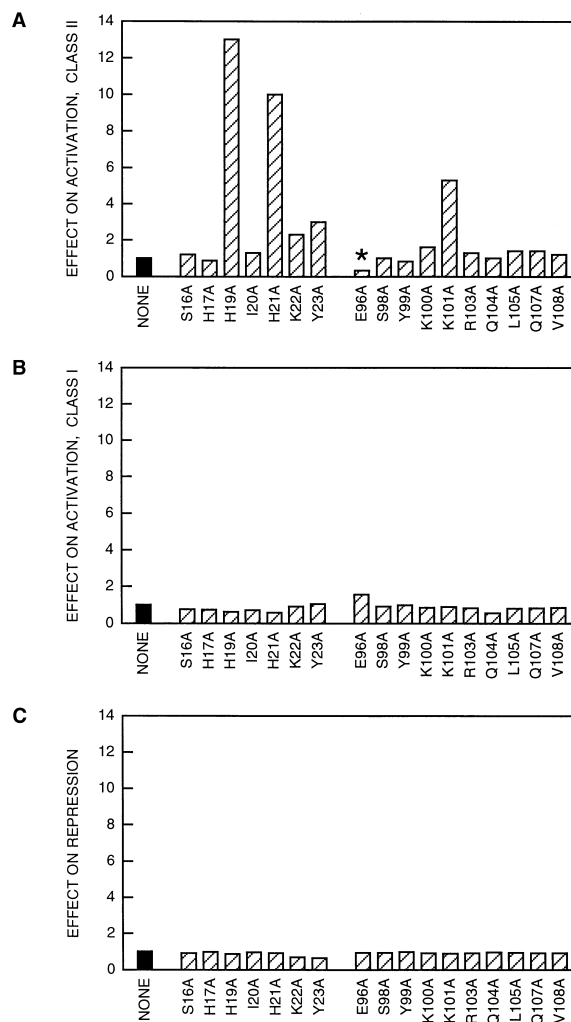 A
EFFECT ON ACTIVATION, CLASS II
14
12
10
8
6
4
2
0
*
NONE
S16A
H17A
H19A
I20A
H21A
K22A
Y23A
E96A
S98A
Y99A
K100A
K101A
R103A
Q104A
L105A
Q107A
V108A
B
EFFECT ON ACTIVATION, CLASS I
14
12
10
8
6
4
2
0
NONE
S16A
H17A
H19A
I20A
H21A
K22A
Y23A
E96A
S98A
Y99A
K100A
K101A
R103A
Q104A
L105A
Q107A
V108A
C
EFFECT ON REPRESSION
14
12
10
8
6
4
2
0
NONE
S16A
H17A
H19A
I20A
H21A
K22A
Y23A
E96A
S98A
Y99A
K100A
K101A
R103A
Q104A
L105A
Q107A
V108A